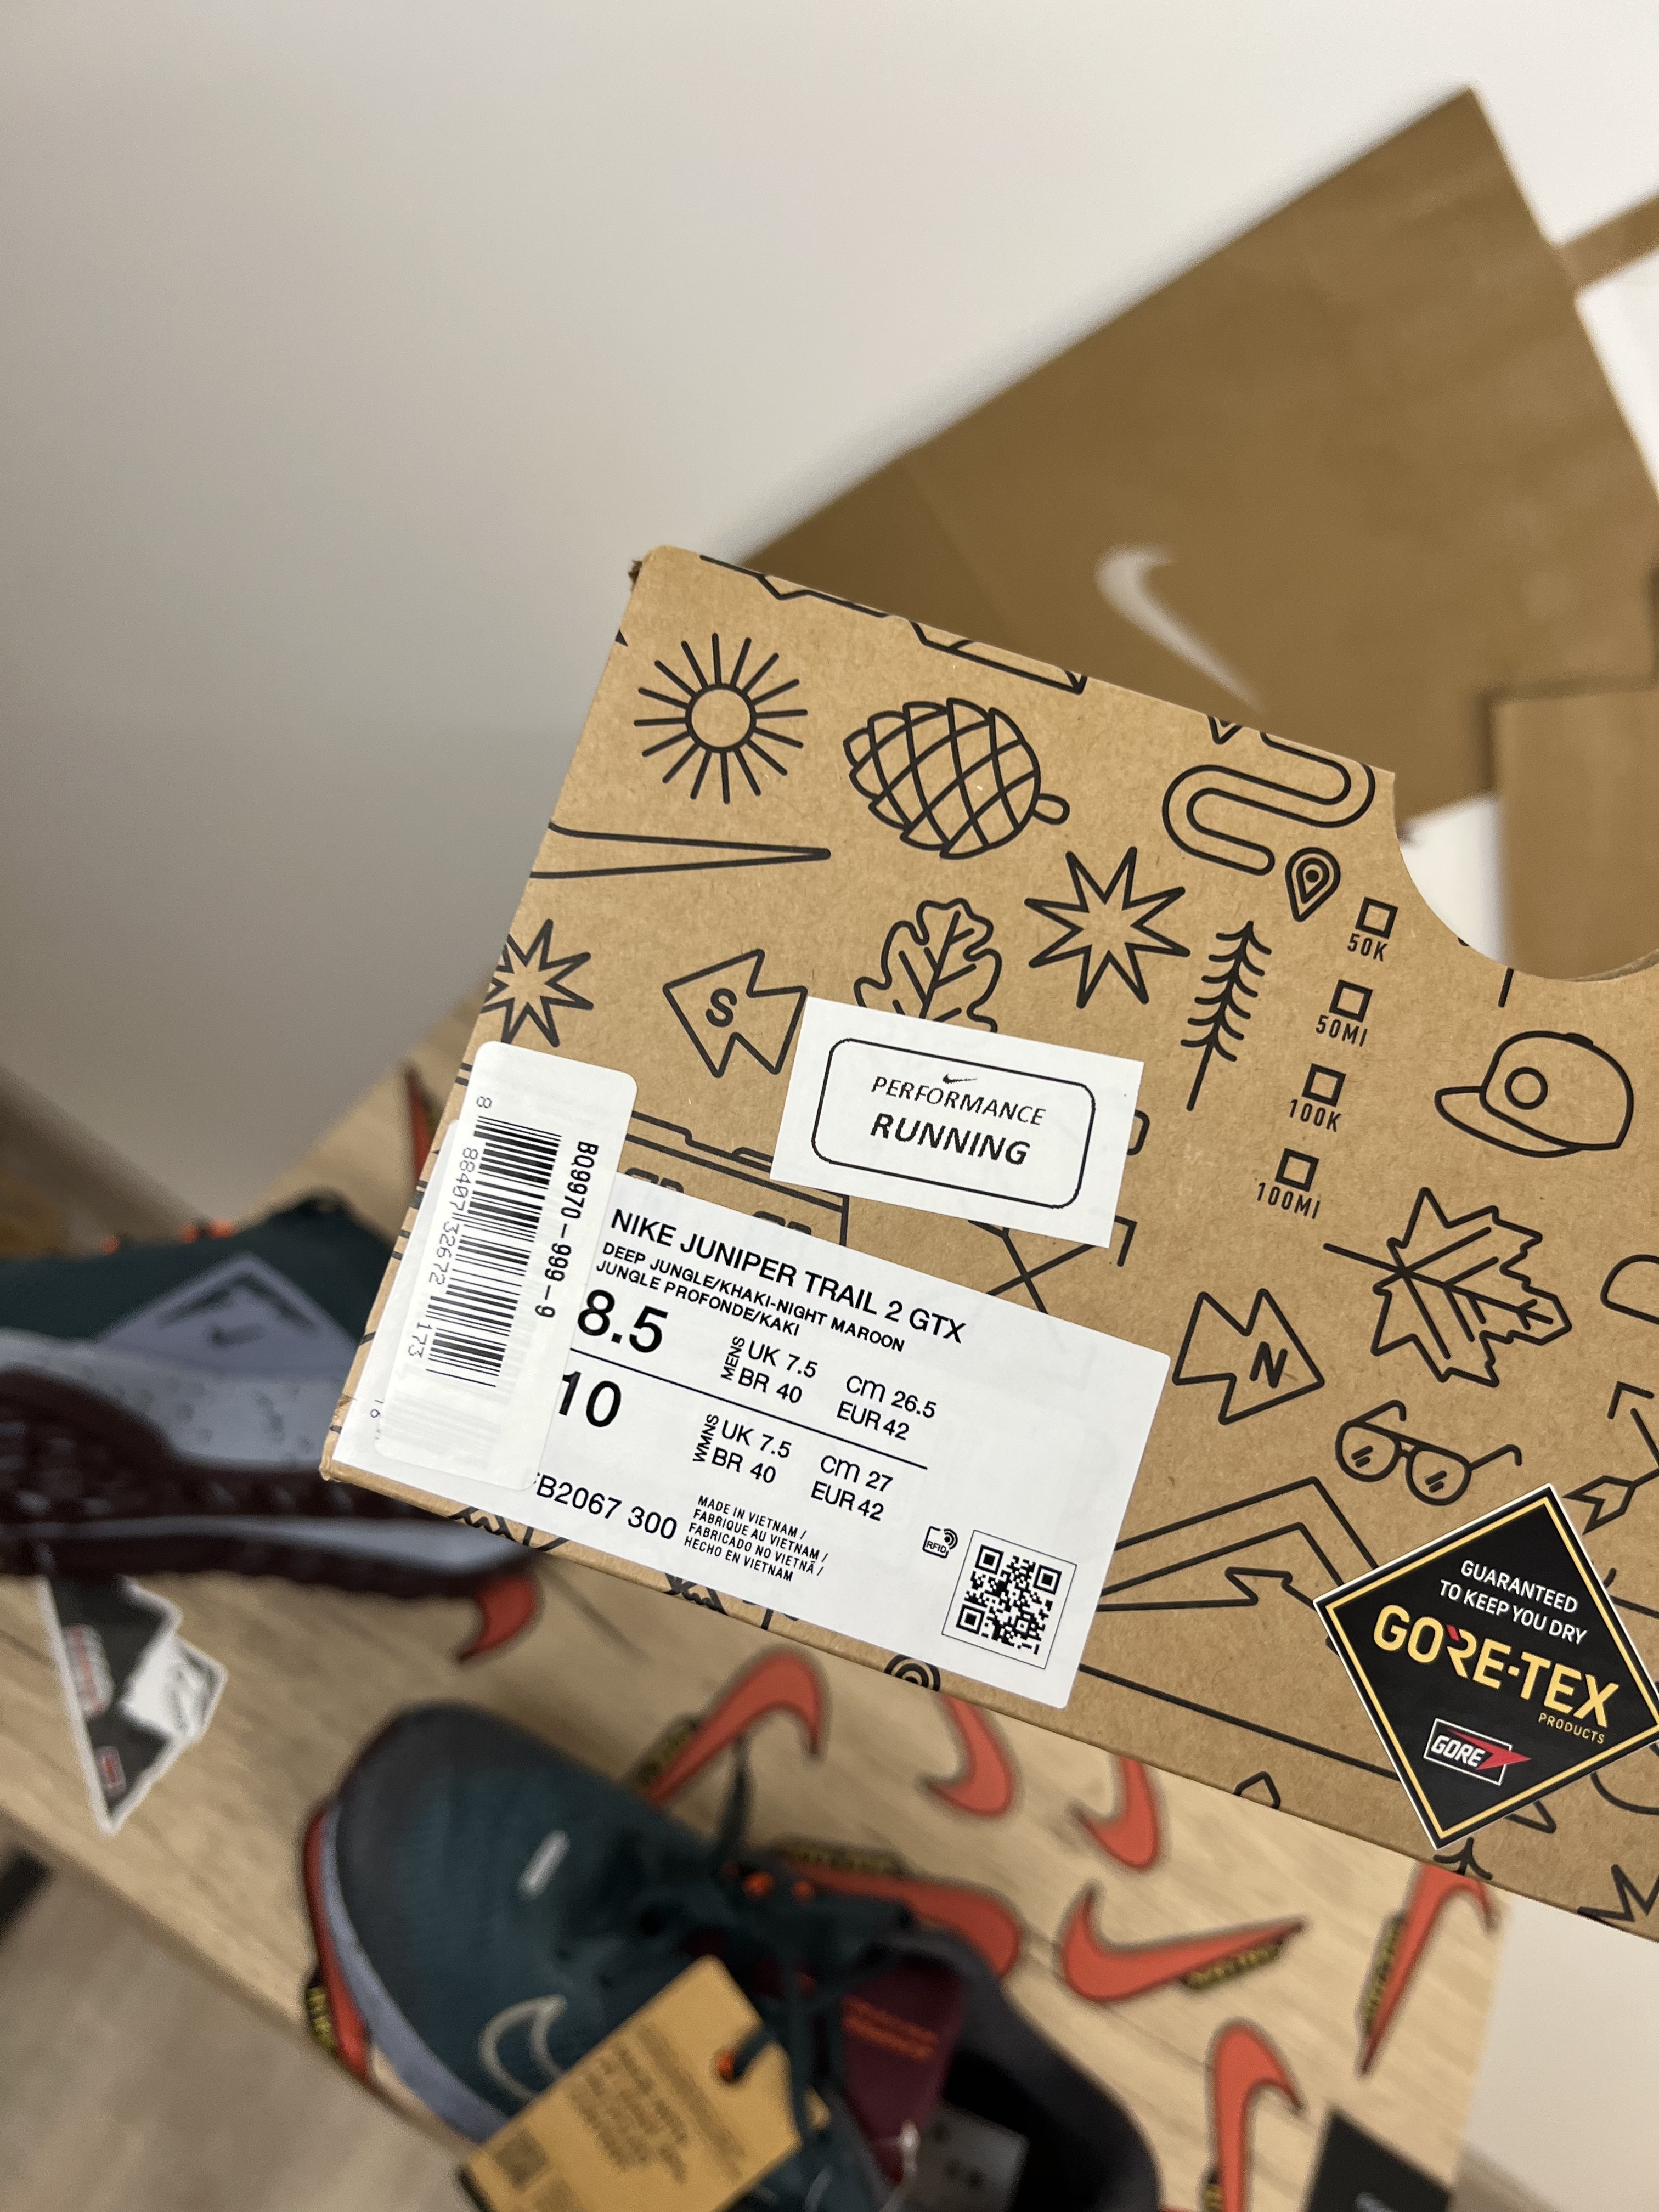 50K
50MI
100K
100MI
S
PERFORMANCE
RUNNING
8
88407 32672
173
BQ9970-999-9
NIKE JUNIPER TRAIL 2 GTX
DEEP JUNGLE/KHAKI-NIGHT MAROON
JUNGLE PROFONDE/KAKI
8.5
MENS
UK 7.5
BR 40
CM 26.5
EUR 42
10
WMNS
UK 7.5
BR 40
CM 27
EUR 42
B2067 300
MADE IN VIETNAM /
FABRIQUE AU VIETNAM /
FABRICADO NO VIETNÃ /
HECHO EN VIETNAM
RFID
N
GUARANTEED
TO KEEP YOU DRY
GORE-TEX
PRODUCTS
GORE